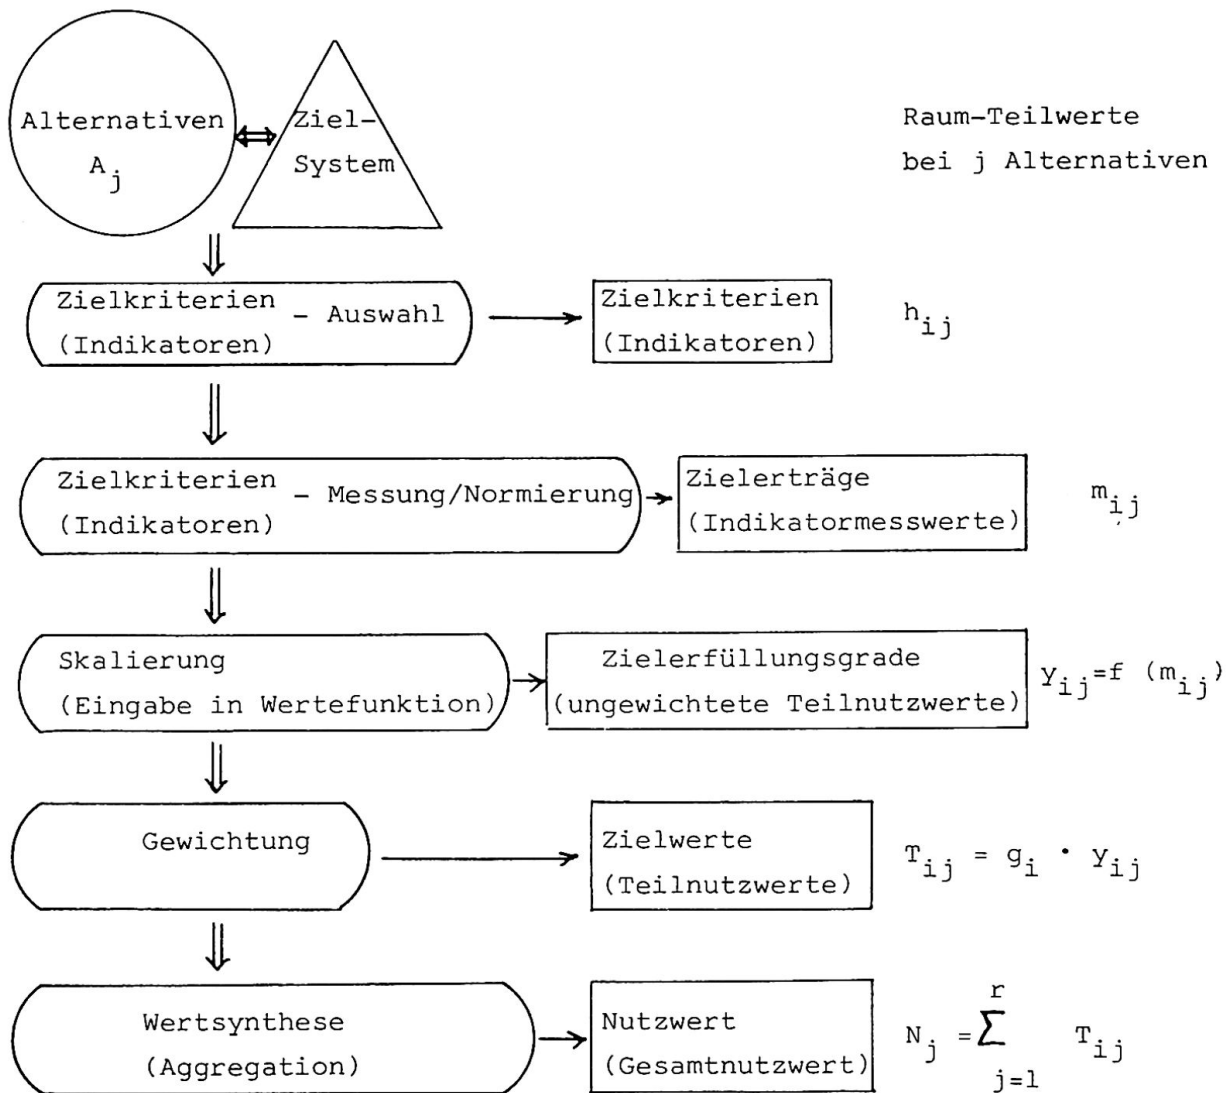 Alternativen
A_j
Ziel-
System
Raum-Teilwerte
bei j Alternativen
Zielkriterien
(Indikatoren)
- Auswahl
Zielkriterien
(Indikatoren)
h_ij
Zielkriterien
(Indikatoren)
- Messung/Normierung
Zielerträge
(Indikatormesswerte)
m_ij
Skalierung
(Eingabe in Wertefunktion)
Zielerfüllungsgrade
(ungewichtete Teilnutzwerte)
y_ij=f (m_ij)
Gewichtung
Zielwerte
(Teilnutzwerte)
T_ij = g_i · y_ij
Wertsynthese
(Aggregation)
Nutzwert
(Gesamtnutzwert)
r
N_j = Σ T_ij
j=1